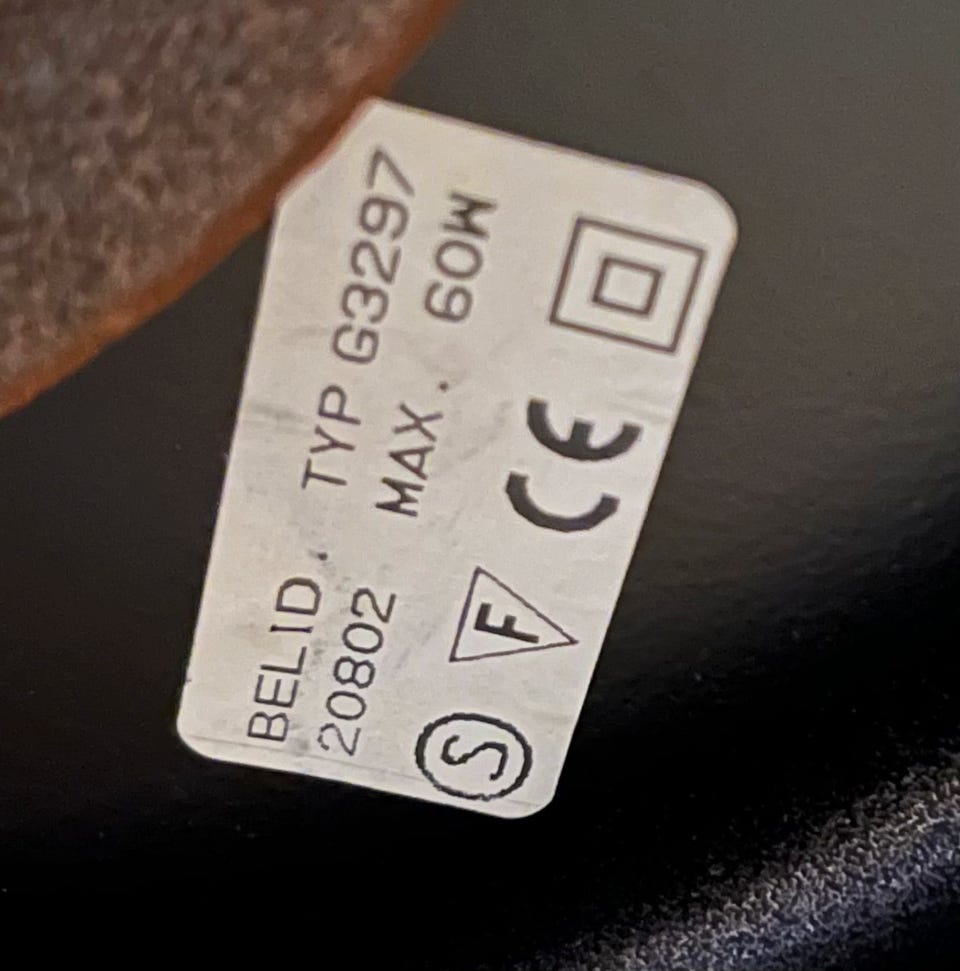 BELID. TYP G3297
20802 MAX. 60W
S F CE